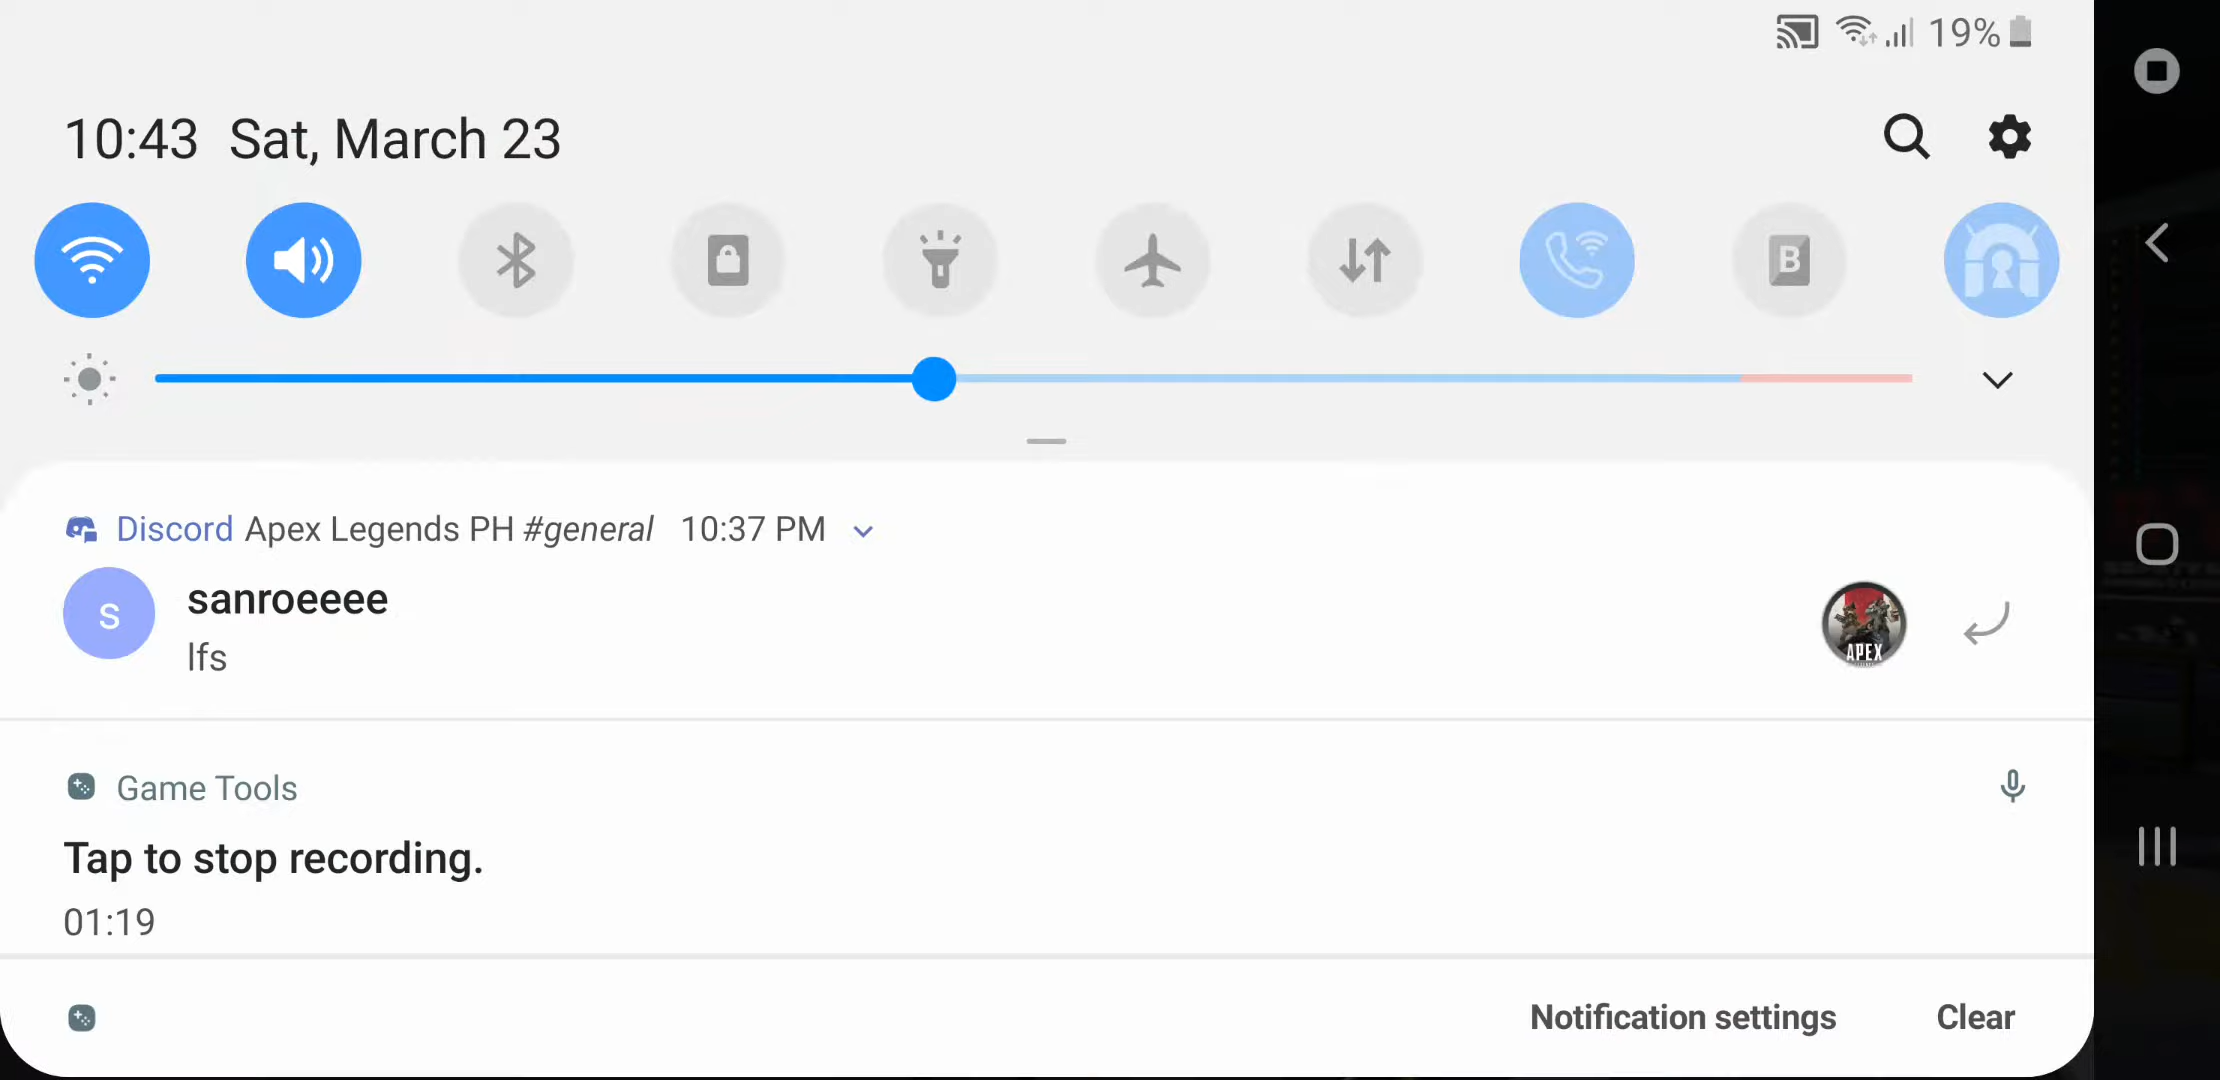 19%
10:43 Sat, March 23
B
Discord Apex Legends PH #general 10:37 PM
S
sanroeeee
lfs
APEX
Game Tools
Tap to stop recording.
01:19
Notification settings Clear